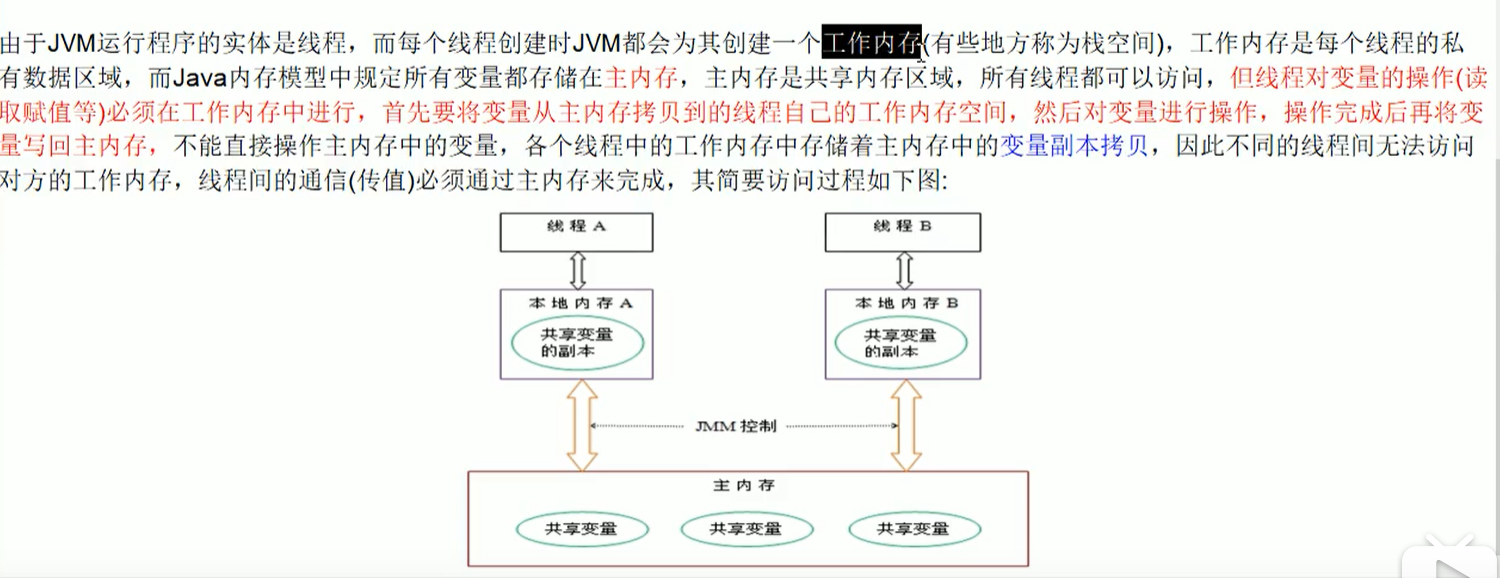 由于JVM运行程序的实体是线程，而每个线程创建时JVM都会为其创建一个工作内存(有些地方称为栈空间)，工作内存是每个线程的私
有数据区域，而Java内存模型中规定所有变量都存储在主内存，主内存是共享内存区域，所有线程都可以访问，但线程对变量的操作(读
取赋值等)必须在工作内存中进行，首先要将变量从主内存拷贝到的线程自己的工作内存空间，然后对变量进行操作，操作完成后再将变
量写回主内存，不能直接操作主内存中的变量，各个线程中的工作内存中存储着主内存中的变量副本拷贝，因此不同的线程间无法访问
对方的工作内存，线程间的通信(传值)必须通过主内存来完成，其简要访问过程如下图:
线程A
线程B
本地内存A
本地内存B
共享变量
的副本
共享变量
的副本
JMM控制
主内存
共享变量
共享变量
共享变量